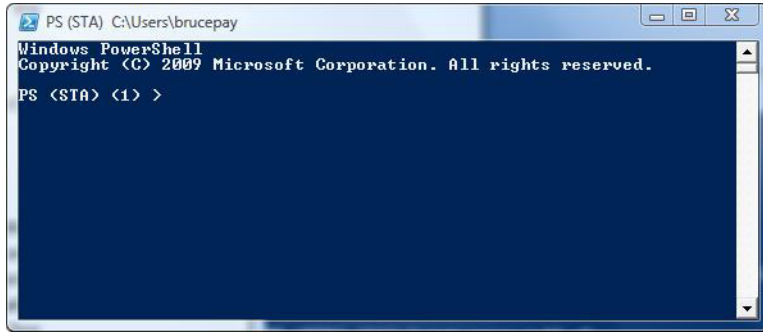 PS (STA) C:\Users\brucepay
Windows PowerShell
Copyright (C) 2009 Microsoft Corporation. All rights reserved.
PS (STA) (1) >